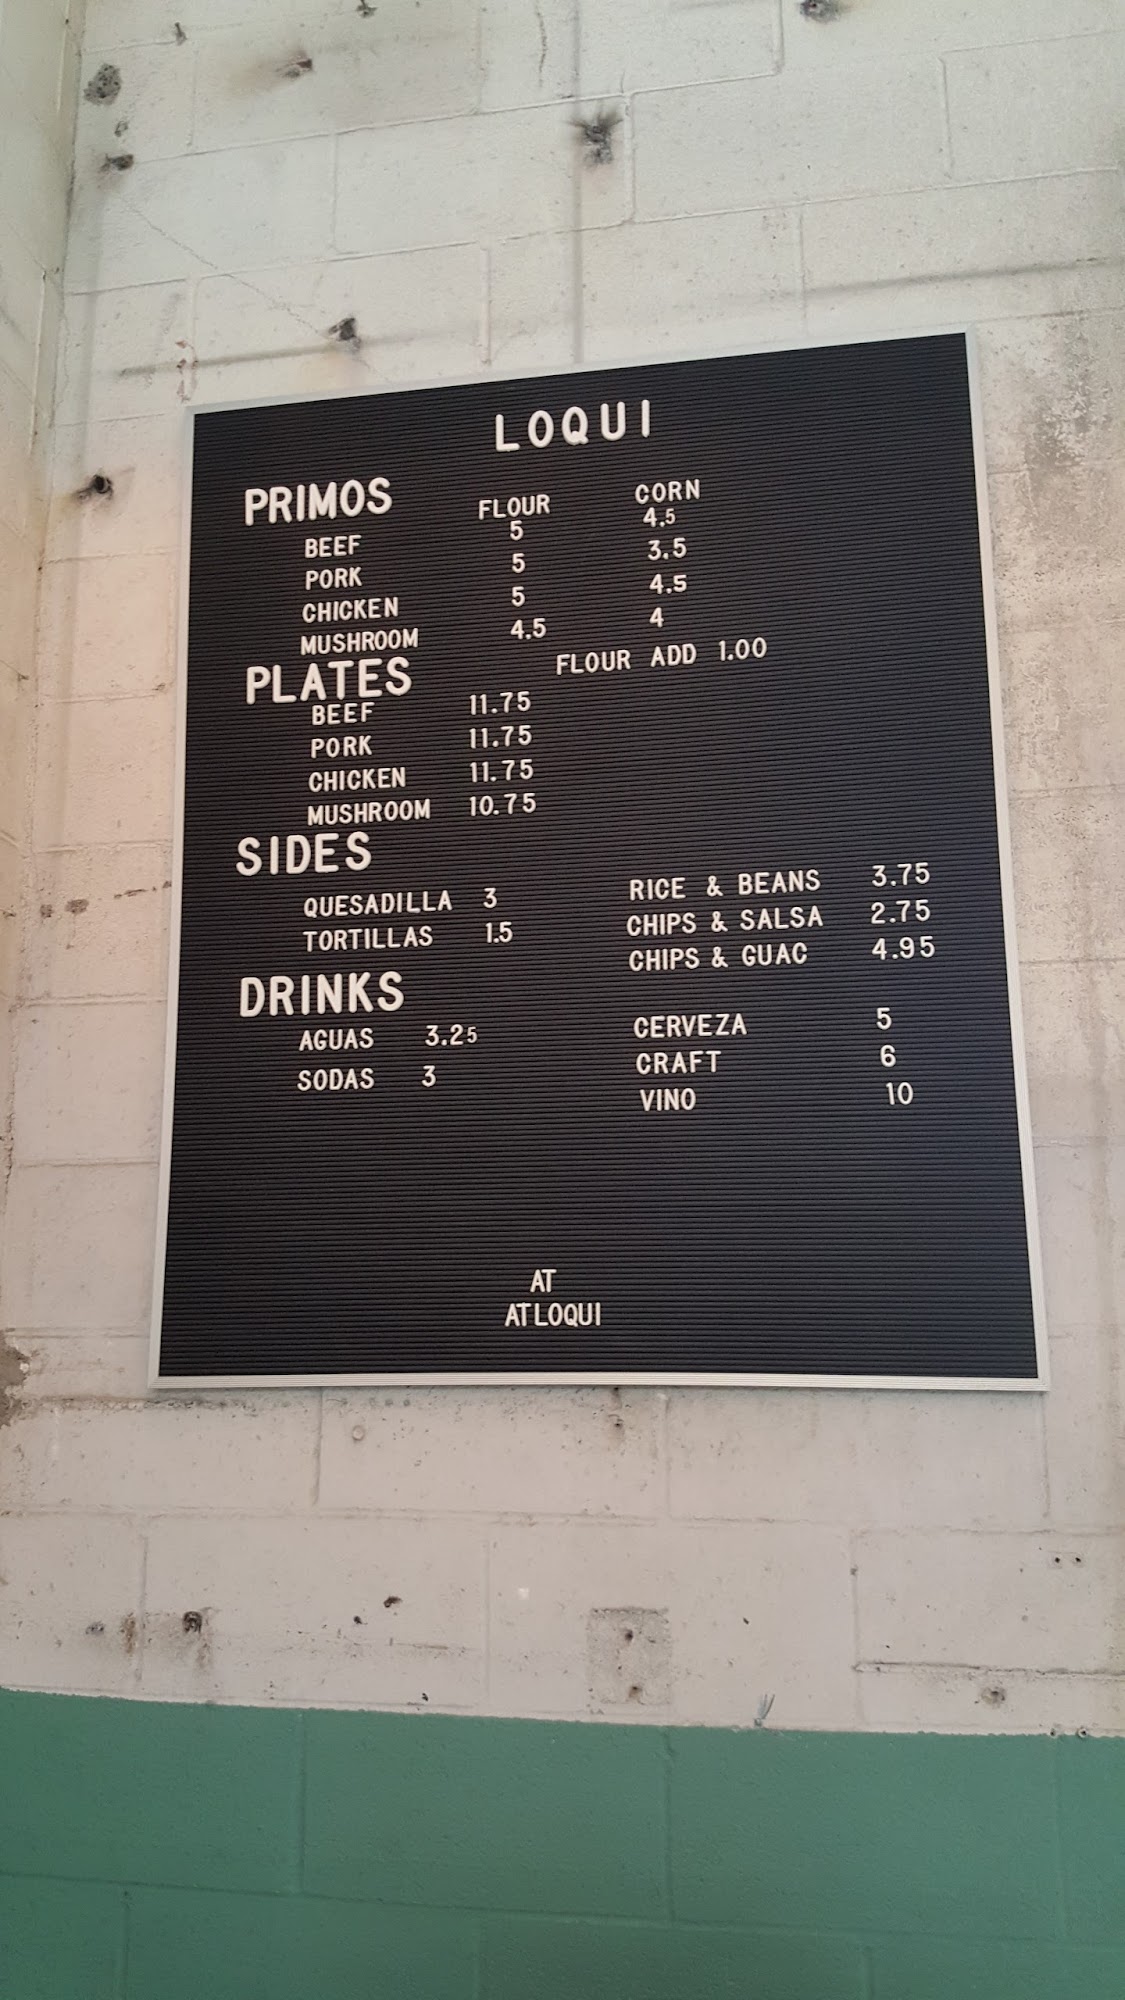 LOQUI
PRIMOS FLOUR CORN
BEEF 5 4.5
PORK 5 3.5
CHICKEN 5 4.5
MUSHROOM 4.5 4
PLATES FLOUR ADD 1.00
BEEF 11.75
PORK 11.75
CHICKEN 11.75
MUSHROOM 10.75
SIDES
QUESADILLA 3 RICE & BEANS 3.75
TORTILLAS 1.5 CHIPS & SALSA 2.75
CHIPS & GUAC 4.95
DRINKS
AGUAS 3.25 CERVEZA 5
SODAS 3 CRAFT 6
VINO 10
AT
ATLOQUI